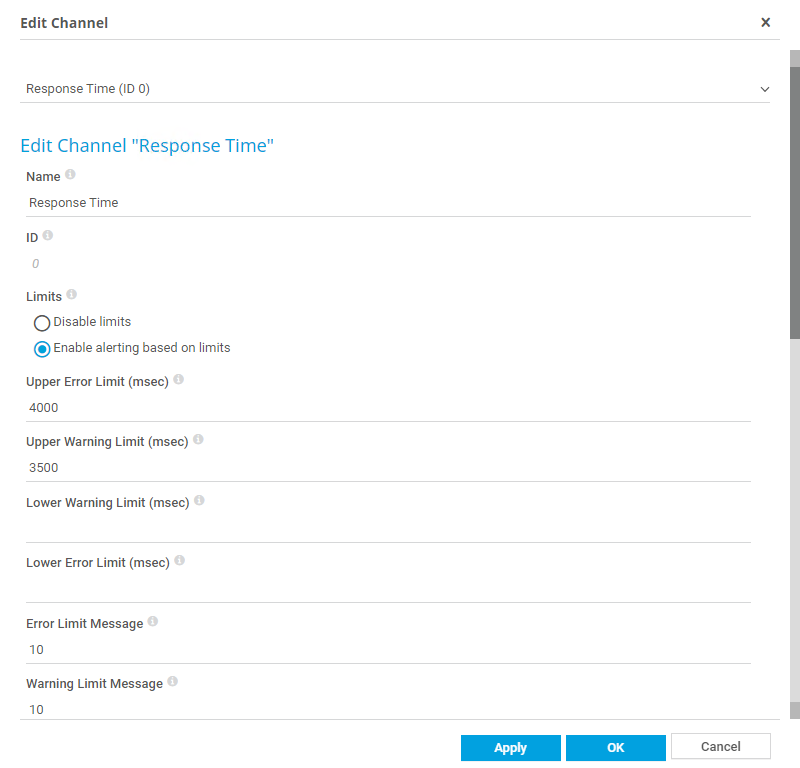 Edit Channel
Response Time (ID 0)
Edit Channel "Response Time"
Name
Response Time
ID
0
Limits
Disable limits
Enable alerting based on limits
Upper Error Limit (msec)
4000
Upper Warning Limit (msec)
3500
Lower Warning Limit (msec)
Lower Error Limit (msec)
Error Limit Message
10
Warning Limit Message
10
Apply OK Cancel